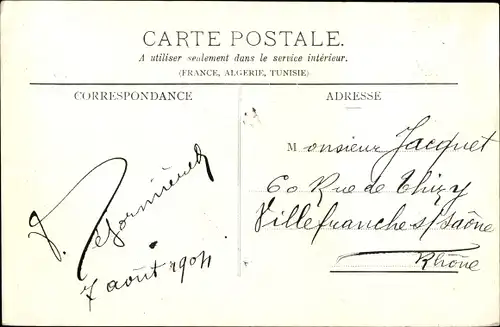 CARTE POSTALE.
A utiliser seulement dans le service intérieur.
(FRANCE, ALGERIE, TUNISIE)
CORRESPONDANCE
7 août 1904
ADRESSE
Monsieur Jacquet
60 Rue de Thizy
Villefranche s/saône
Rhône